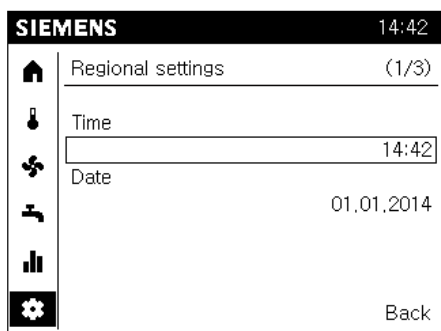 SIEMENS 14:42
Regional settings (1/3)
Time
14:42
Date
01.01.2014
Back